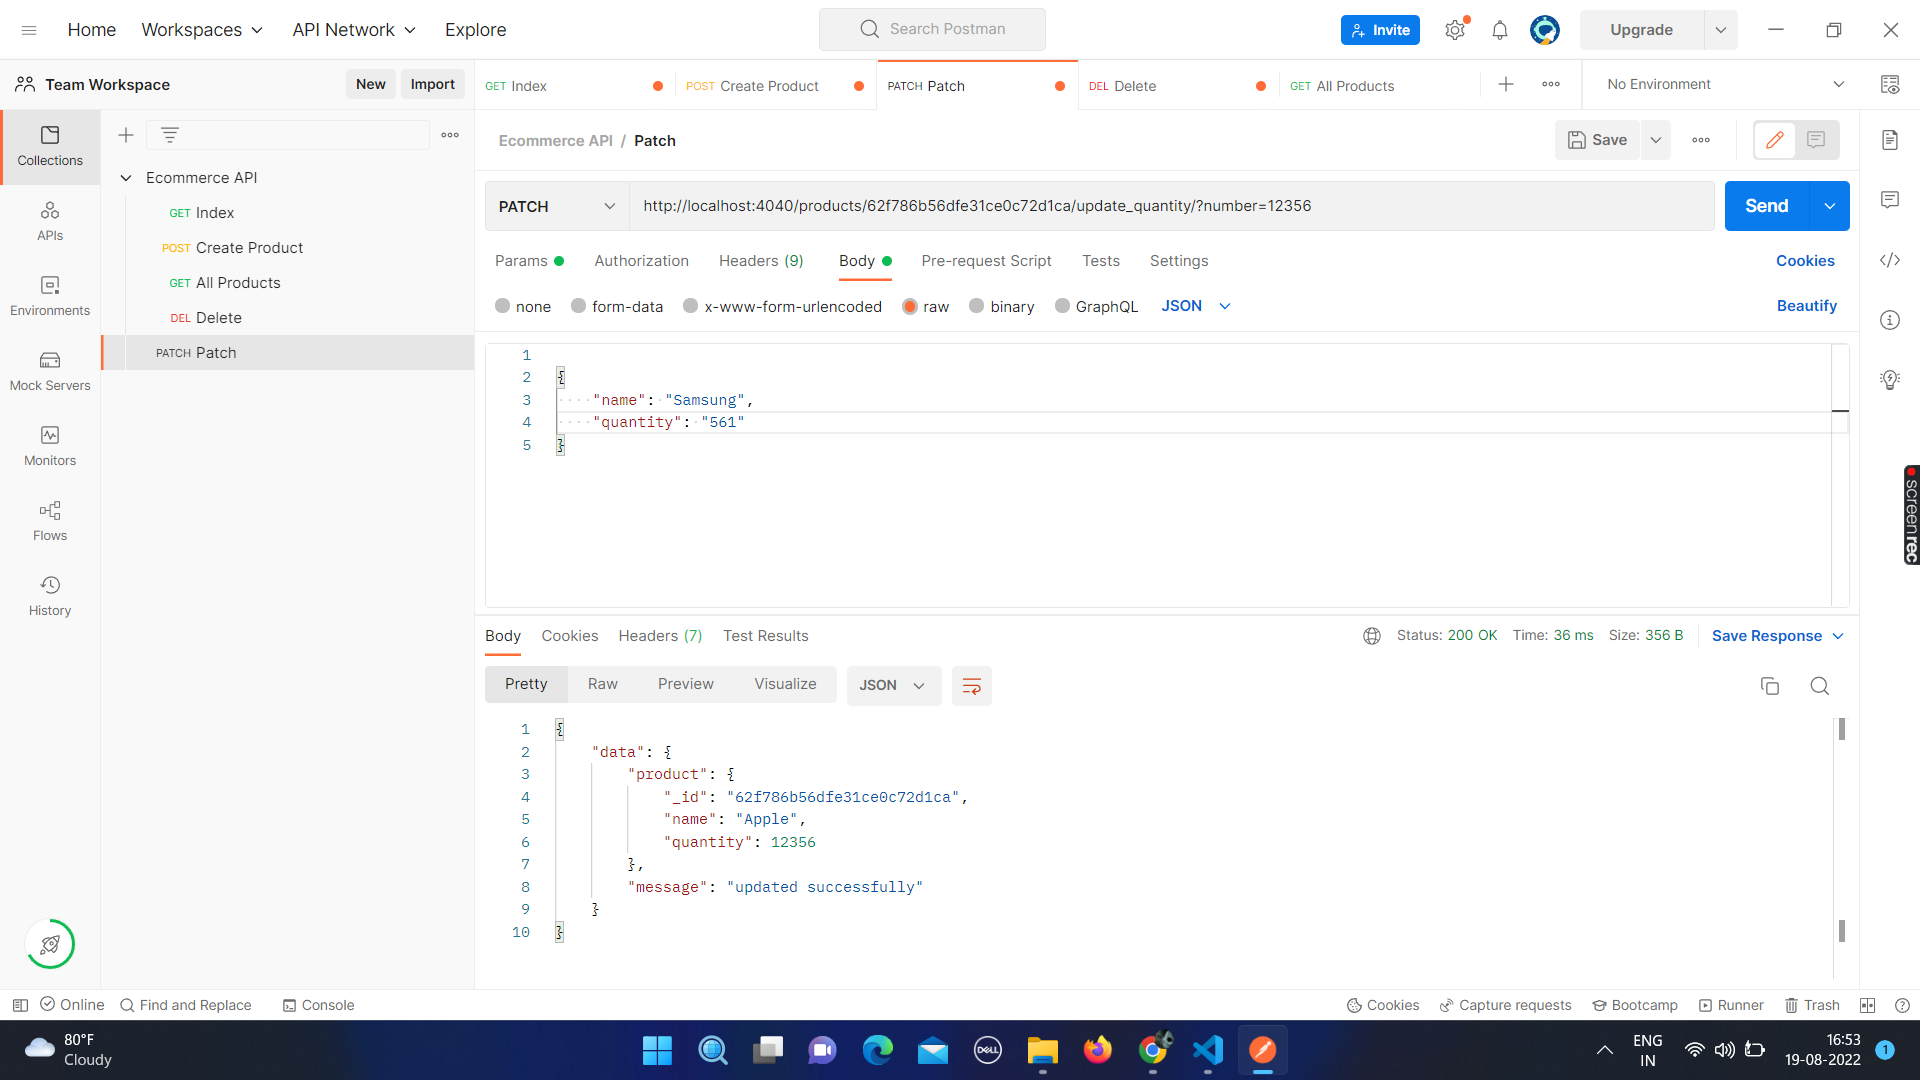 Home Workspaces API Network Explore Search Postman Invite Upgrade
Team Workspace New Import GET Index POST Create Product PATCH Patch DEL Delete GET All Products No Environment
Collections
APIs
Environments
Mock Servers
Monitors
Flows
History
Ecommerce API
GET Index
POST Create Product
GET All Products
DEL Delete
PATCH Patch
Ecommerce API / Patch Save
PATCH http://localhost:4040/products/62f786b56dfe31ce0c72d1ca/update_quantity/?number=12356 Send
Params Authorization Headers (9) Body Pre-request Script Tests Settings Cookies
none form-data x-www-form-urlencoded raw binary GraphQL JSON Beautify
1
2 {
3 "name": "Samsung",
4 "quantity": "561"
5 }
screenrec
Body Cookies Headers (7) Test Results Status: 200 OK Time: 36 ms Size: 356 B Save Response
Pretty Raw Preview Visualize JSON
1 {
2 "data": {
3 "product": {
4 "_id": "62f786b56dfe31ce0c72d1ca",
5 "name": "Apple",
6 "quantity": 12356
7 },
8 "message": "updated successfully"
9 }
10 }
Online Find and Replace Console Cookies Capture requests Bootcamp Runner Trash
80°F
Cloudy
DELL
ENG
IN
16:53
19-08-2022
1